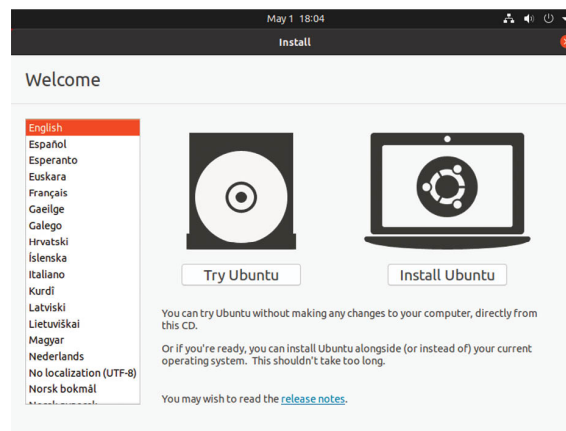 May 1 18:04
Install
Welcome
English
Español
Esperanto
Euskara
Français
Gaeilge
Galego
Hrvatski
Íslenska
Italiano
Kurdî
Latviski
Lietuviškai
Magyar
Nederlands
No localization (UTF-8)
Norsk bokmål
Try Ubuntu
Install Ubuntu
You can try Ubuntu without making any changes to your computer, directly from
this CD.
Or if you're ready, you can install Ubuntu alongside (or instead of) your current
operating system. This shouldn't take too long.
You may wish to read the release notes.